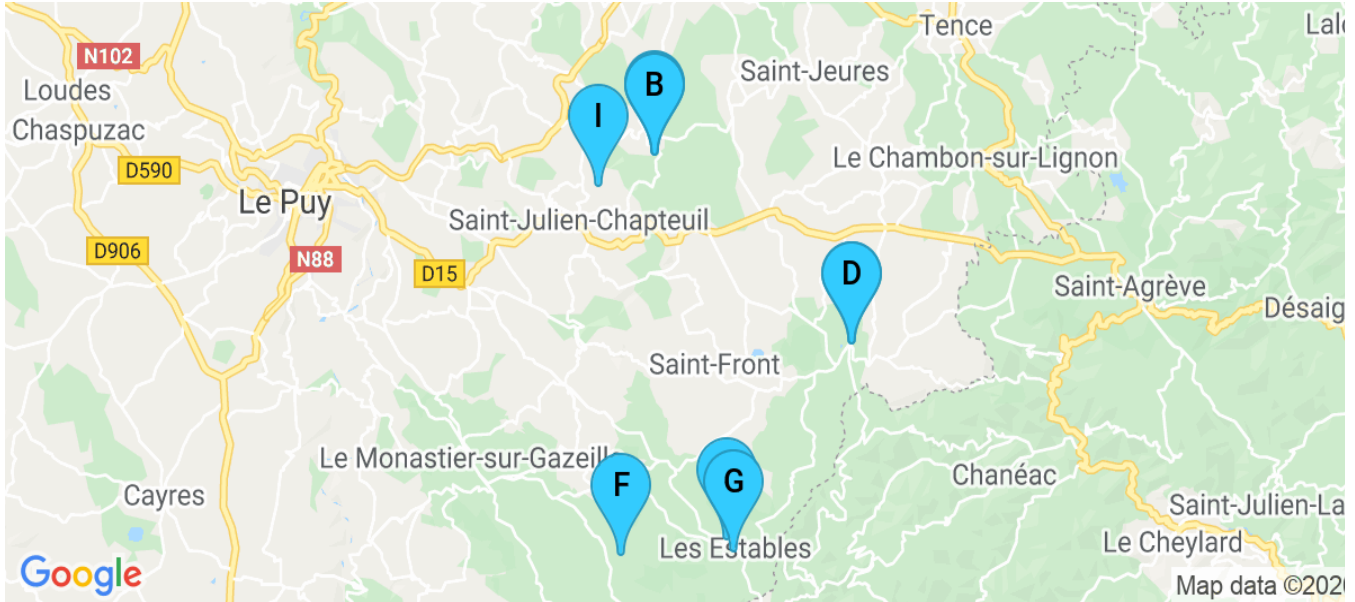 Tence
Lal
N102
Saint-Jeures
Loudes
B
I
Chaspuzac
Le Chambon-sur-Lignon
D590
Le Puy
Saint-Julien-Chapteuil
D906
N88
D15
D
Saint-Agrève
Désaig
Saint-Front
Le Monastier-sur-Gazeill
Chanéac
F
G
Cayres
Saint-Julien-La
Les Estables
Le Cheylard
Google
Map data ©2020